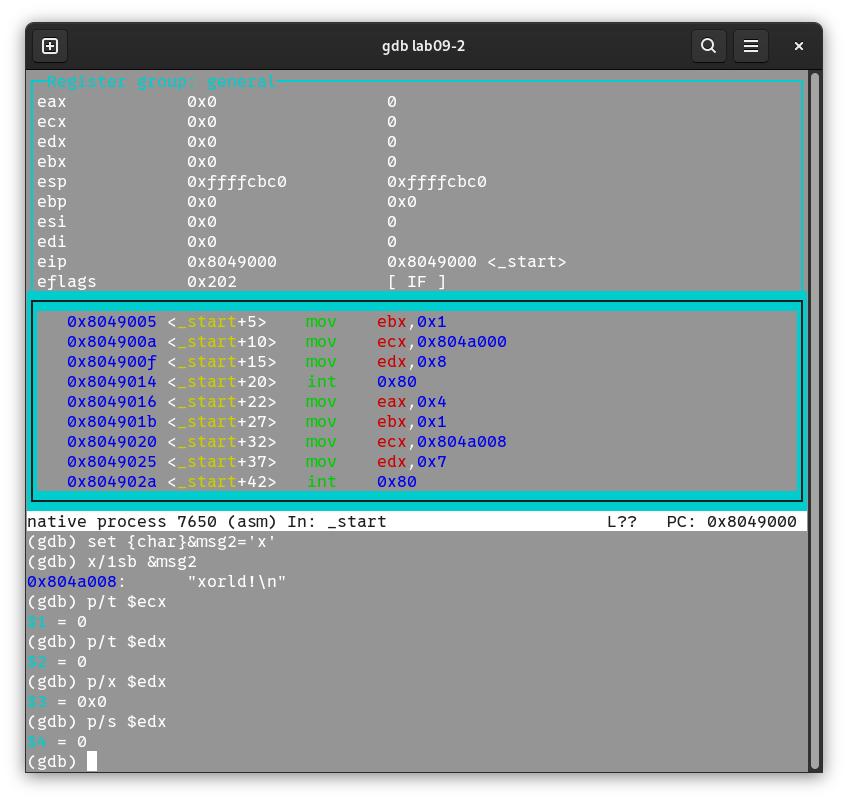 gdb lab09-2
Register group: general
eax 0x0 0
ecx 0x0 0
edx 0x0 0
ebx 0x0 0
esp 0xffffcbc0 0xffffcbc0
ebp 0x0 0x0
esi 0x0 0
edi 0x0 0
eip 0x8049000 0x8049000 <_start>
eflags 0x202 [ IF ]
0x8049005 <_start+5> mov ebx,0x1
0x804900a <_start+10> mov ecx,0x804a000
0x804900f <_start+15> mov edx,0x8
0x8049014 <_start+20> int 0x80
0x8049016 <_start+22> mov eax,0x4
0x804901b <_start+27> mov ebx,0x1
0x8049020 <_start+32> mov ecx,0x804a008
0x8049025 <_start+37> mov edx,0x7
0x804902a <_start+42> int 0x80
native process 7650 (asm) In: _start L?? PC: 0x8049000
(gdb) set {char}&msg2='x'
(gdb) x/1sb &msg2
0x804a008: "xorld!\n"
(gdb) p/t $ecx
$1 = 0
(gdb) p/t $edx
$2 = 0
(gdb) p/x $edx
$3 = 0x0
(gdb) p/s $edx
$4 = 0
(gdb)